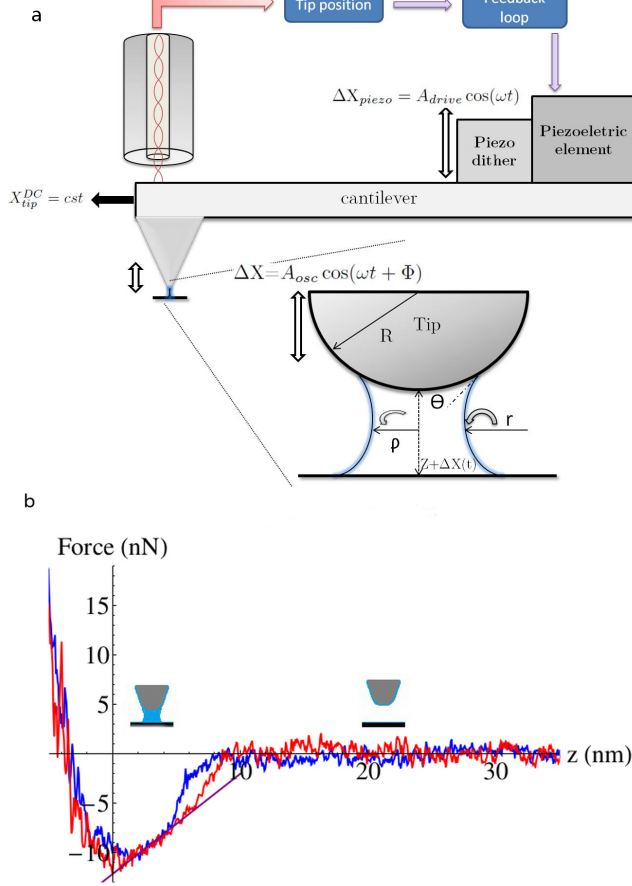 a
Tip position
Feedback
loop
ΔX_piezo = A_drive cos(ωt)
Piezo
dither
Piezoeletric
element
X_tip^DC = cst
cantilever
ΔX=A_osc cos(ωt + Φ)
R
Tip
Θ
r
ρ
Z+ΔX(t)
b
Force (nN)
15
10
5
z (nm)
10
20
30
−5
−10